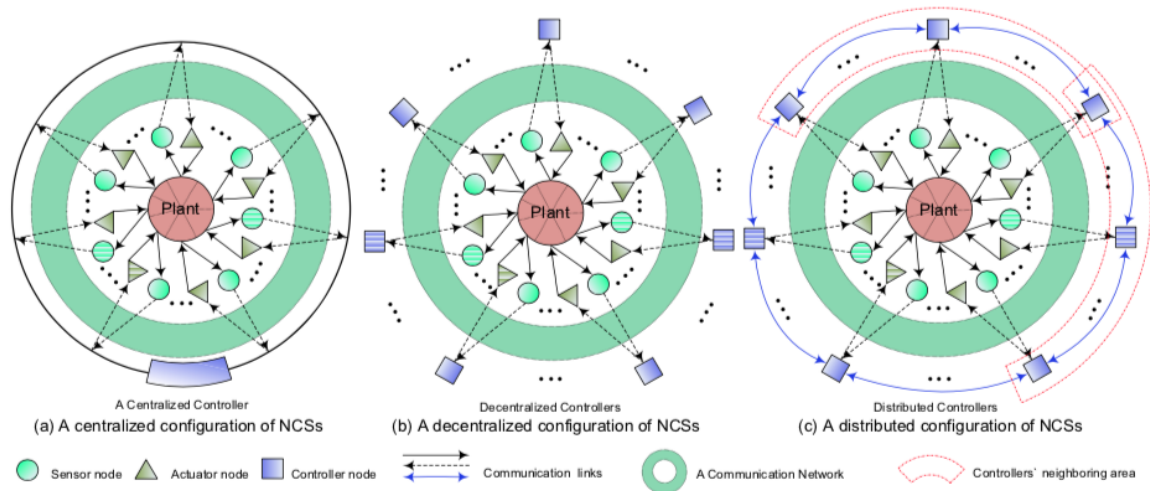 Plant
Plant
Plant
A Centralized Controller
Decentralized Controllers
Distributed Controllers
(a) A centralized configuration of NCSs
(b) A decentralized configuration of NCSs
(c) A distributed configuration of NCSs
Sensor node
Actuator node
Controller node
Communication links
A Communication Network
Controllers` neighboring area